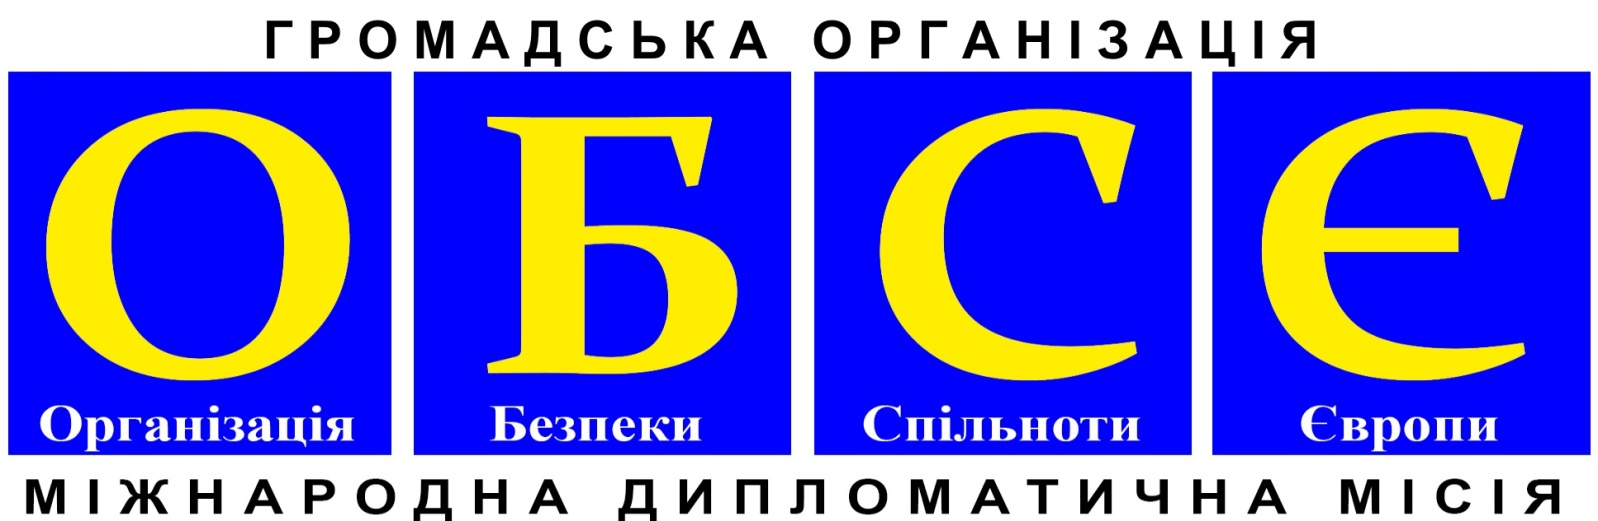 ГРОМАДСЬКА ОРГАНІЗАЦІЯ
О Б С Є
Організація Безпеки Спільноти Європи
МІЖНАРОДНА ДИПЛОМАТИЧНА МІСІЯ